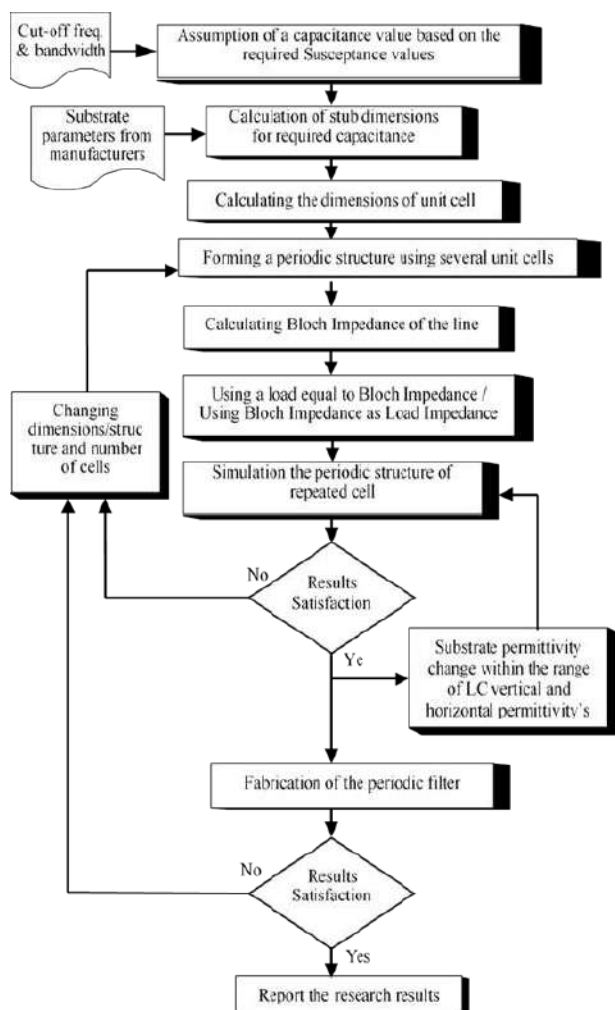 Cut-off freq.
& bandwidth
Assumption of a capacitance value based on the
required Susceptance values
Substrate
parameters from
manufacturers
Calculation of stub dimensions
for required capacitance
Calculating the dimensions of unit cell
Forming a periodic structure using several unit cells
Calculating Bloch Impedance of the line
Changing
dimensions/struc
ture and number
of cells
Using a load equal to Bloch Impedance /
Using Bloch Impedance as Load Impedance
Simulation the periodic structure of
repeated cell
No
Results
Satisfaction
Ye
Substrate permittivity
change within the range
of LC vertical and
horizontal permittivity's
Fabrication of the periodic filter
No
Results
Satisfaction
Yes
Report the research results